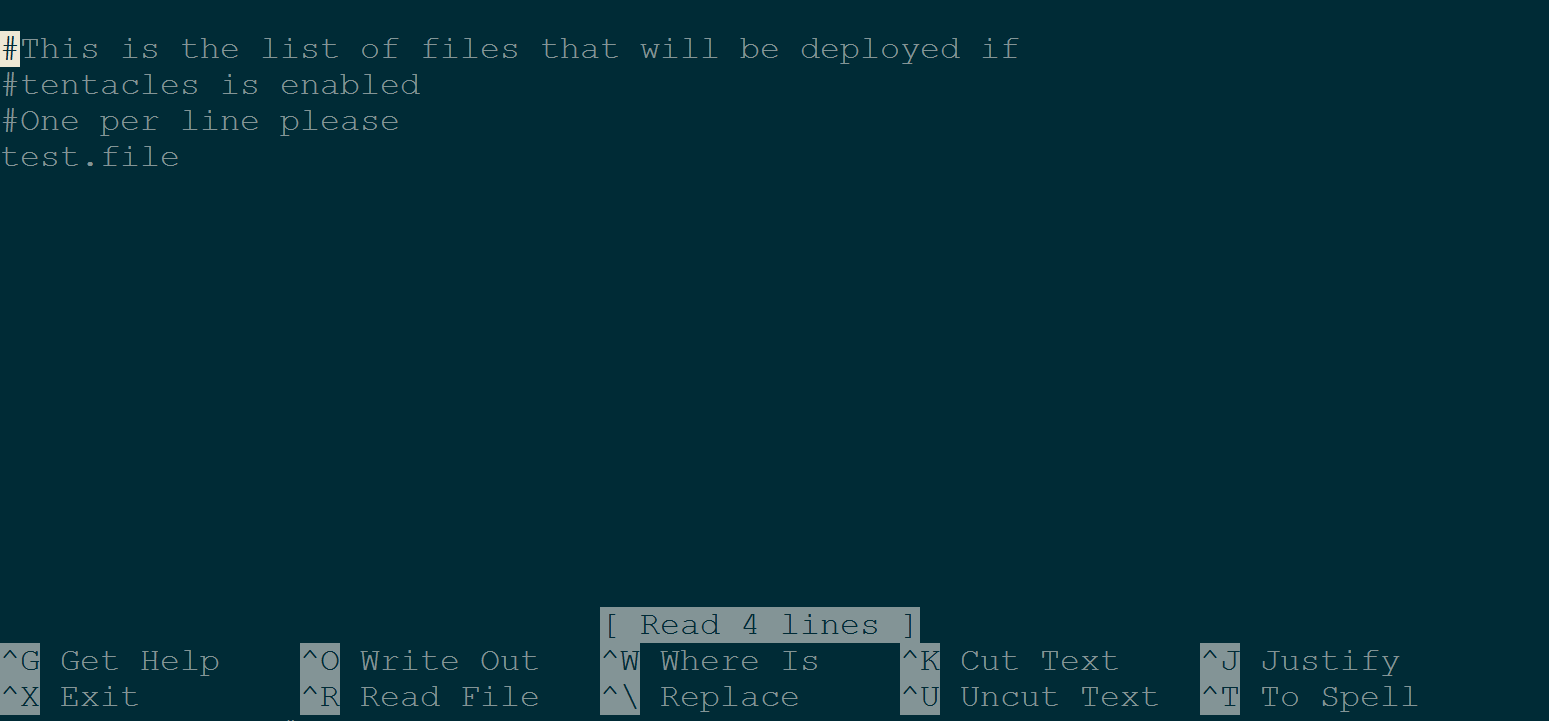 #This is the list of files that will be deployed if
#tentacles is enabled
#One per line please
test.file
[ Read 4 lines ]
^G Get Help ^O Write Out ^W Where Is ^K Cut Text ^J Justify
^X Exit ^R Read File ^\ Replace ^U Uncut Text ^T To Spell